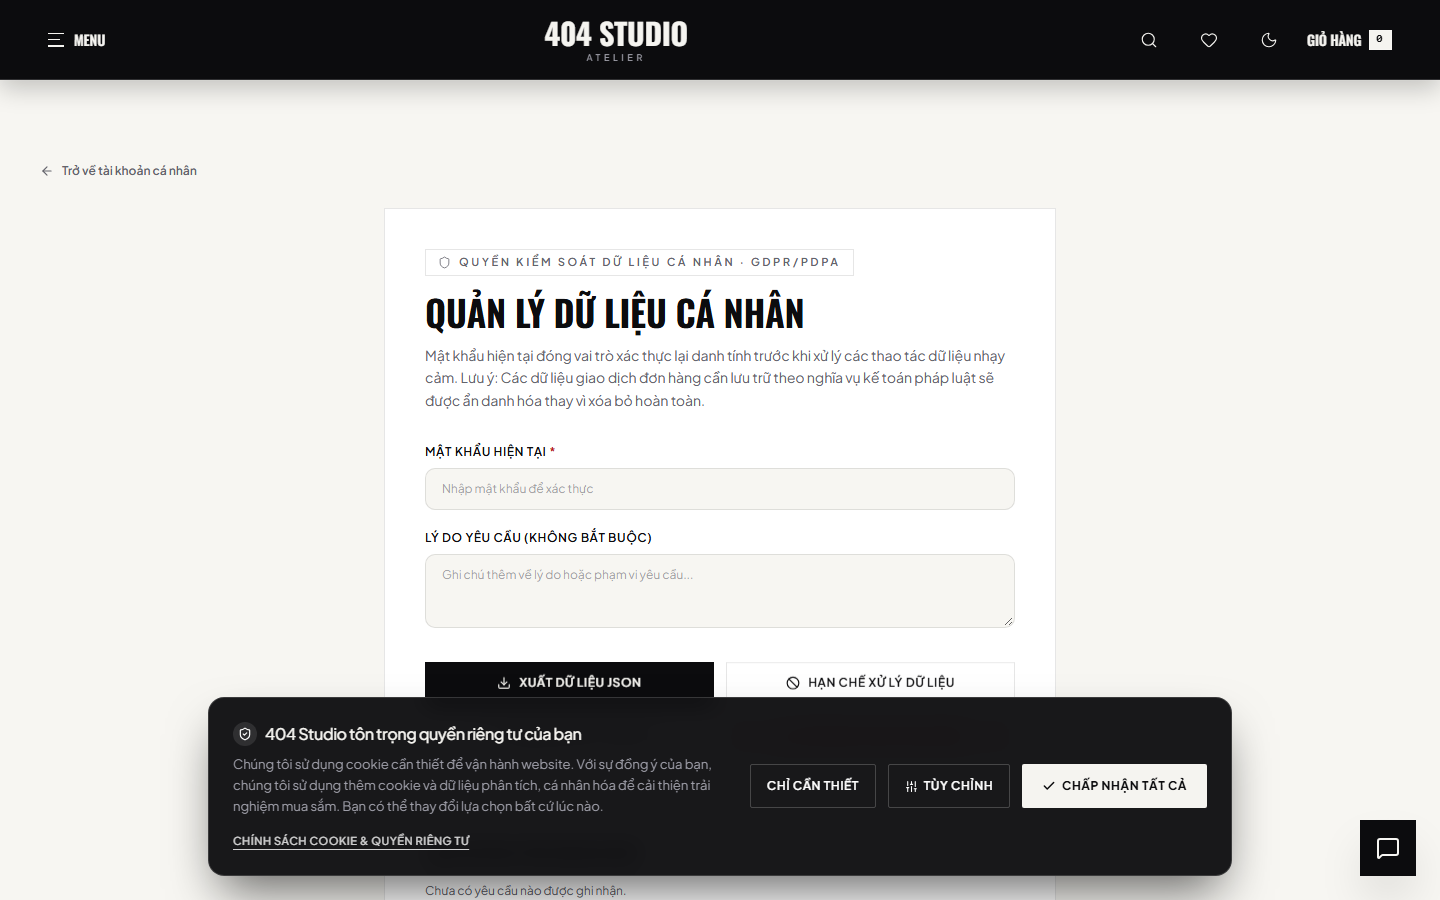 MENU
404 STUDIO
ATELIER
GIỎ HÀNG 0
Trở về tài khoản cá nhân
QUYỀN KIỂM SOÁT DỮ LIỆU CÁ NHÂN · GDPR/PDPA
QUẢN LÝ DỮ LIỆU CÁ NHÂN
Mật khẩu hiện tại đóng vai trò xác thực lại danh tính trước khi xử lý các thao tác dữ liệu nhạy
cảm. Lưu ý: Các dữ liệu giao dịch đơn hàng cần lưu trữ theo nghĩa vụ kế toán pháp luật sẽ
được ẩn danh hóa thay vì xóa bỏ hoàn toàn.
MẬT KHẨU HIỆN TẠI *
Nhập mật khẩu để xác thực
LÝ DO YÊU CẦU (KHÔNG BẮT BUỘC)
Ghi chú thêm về lý do hoặc phạm vi yêu cầu...
XUẤT DỮ LIỆU JSON
HẠN CHẾ XỬ LÝ DỮ LIỆU
404 Studio tôn trọng quyền riêng tư của bạn
Chúng tôi sử dụng cookie cần thiết để vận hành website. Với sự đồng ý của bạn,
chúng tôi sử dụng thêm cookie và dữ liệu phân tích, cá nhân hóa để cải thiện trải
nghiệm mua sắm. Bạn có thể thay đổi lựa chọn bất cứ lúc nào.
CHÍNH SÁCH COOKIE & QUYỀN RIÊNG TƯ
CHỈ CẦN THIẾT
TÙY CHỈNH
CHẤP NHẬN TẤT CẢ
Chưa có yêu cầu nào được ghi nhận.